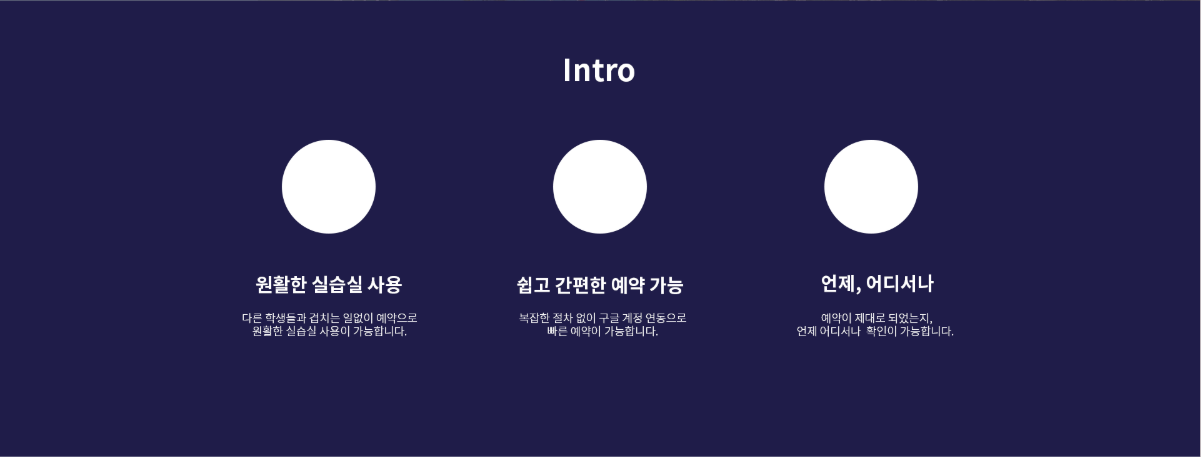 Intro
원활한 실습실 사용
다른 학생들과 겹치는 일없이 예약으로
원활한 실습실 사용이 가능합니다.
쉽고 간편한 예약 가능
복잡한 절차 없이 구글 계정 연동으로
빠른 예약이 가능합니다.
언제, 어디서나
예약이 제대로 되었는지,
언제 어디서나 확인이 가능합니다.